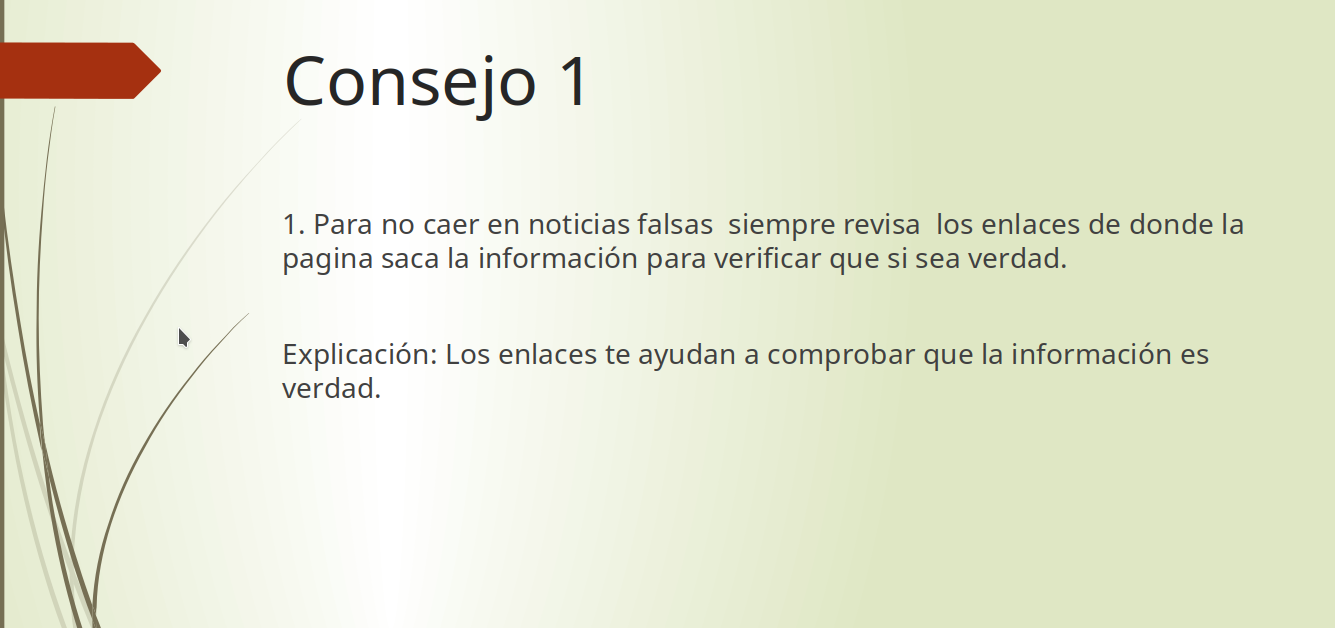 Consejo 1
1. Para no caer en noticias falsas  siempre revisa  los enlaces de donde la
pagina saca la información para verificar que si sea verdad.
Explicación: Los enlaces te ayudan a comprobar que la información es
verdad.